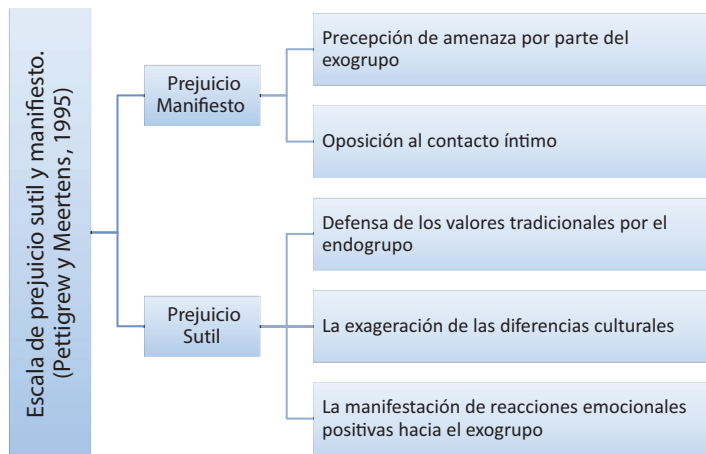 Escala de prejuicio sutil y manifiesto.
(Pettigrew y Meertens, 1995)
Prejuicio
Manifiesto
Precepción de amenaza por parte del
exogrupo
Oposición al contacto íntimo
Prejuicio
Sutil
Defensa de los valores tradicionales por el
endogrupo
La exageración de las diferencias culturales
La manifestación de reacciones emocionales
positivas hacia el exogrupo